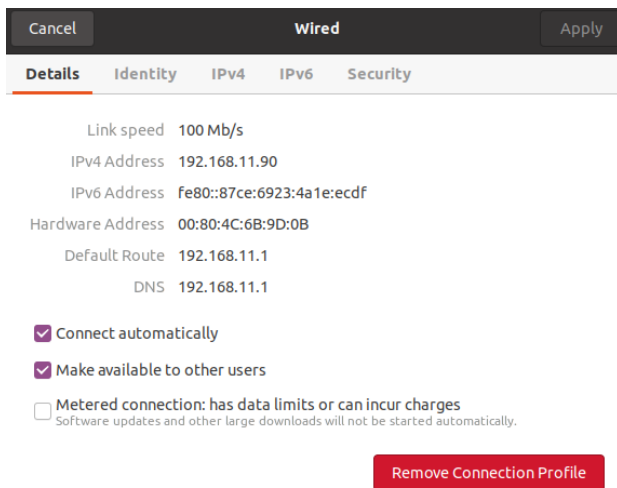 Cancel Wired Apply
Details Identity IPv4 IPv6 Security
Link speed 100 Mb/s
IPv4 Address 192.168.11.90
IPv6 Address fe80::87ce:6923:4a1e:ecdf
Hardware Address 00:80:4C:6B:9D:0B
Default Route 192.168.11.1
DNS 192.168.11.1
Connect automatically
Make available to other users
Metered connection: has data limits or can incur charges
Software updates and other large downloads will not be started automatically.
Remove Connection Profile